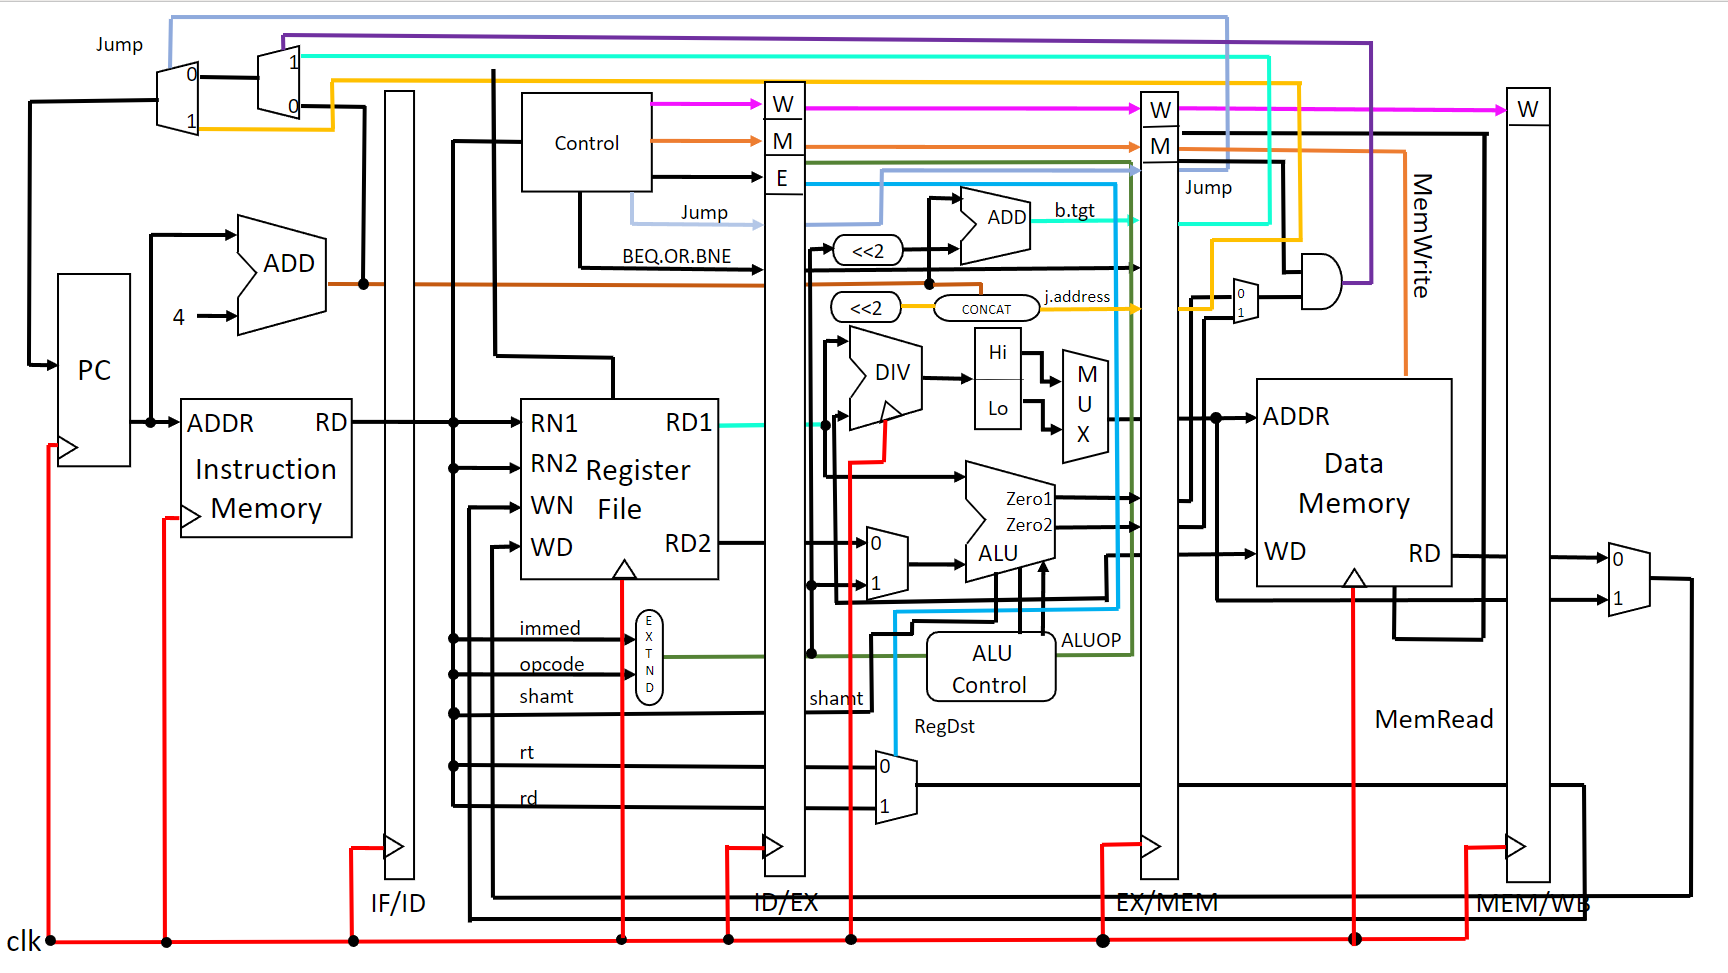 Jump
0
1
1
0
Control
W
M
E
W
M
W
Jump
BEQ.OR.BNE
Jump
ADD
b.tgt
<<2
MemWrite
ADD
4
<<2
CONCAT
j.address
0
1
PC
DIV
Hi
Lo
M
U
X
ADDR
RD
Instruction
Memory
RN1
RD1
RN2
Register
WN
File
WD
RD2
Zero1
Zero2
ALU
0
1
ADDR
Data
Memory
WD
RD
0
1
immed
opcode
shamt
E
X
T
N
D
shamt
ALU
Control
ALUOP
RegDst
MemRead
rt
rd
0
1
IF/ID
ID/EX
EX/MEM
MEM/WB
clk